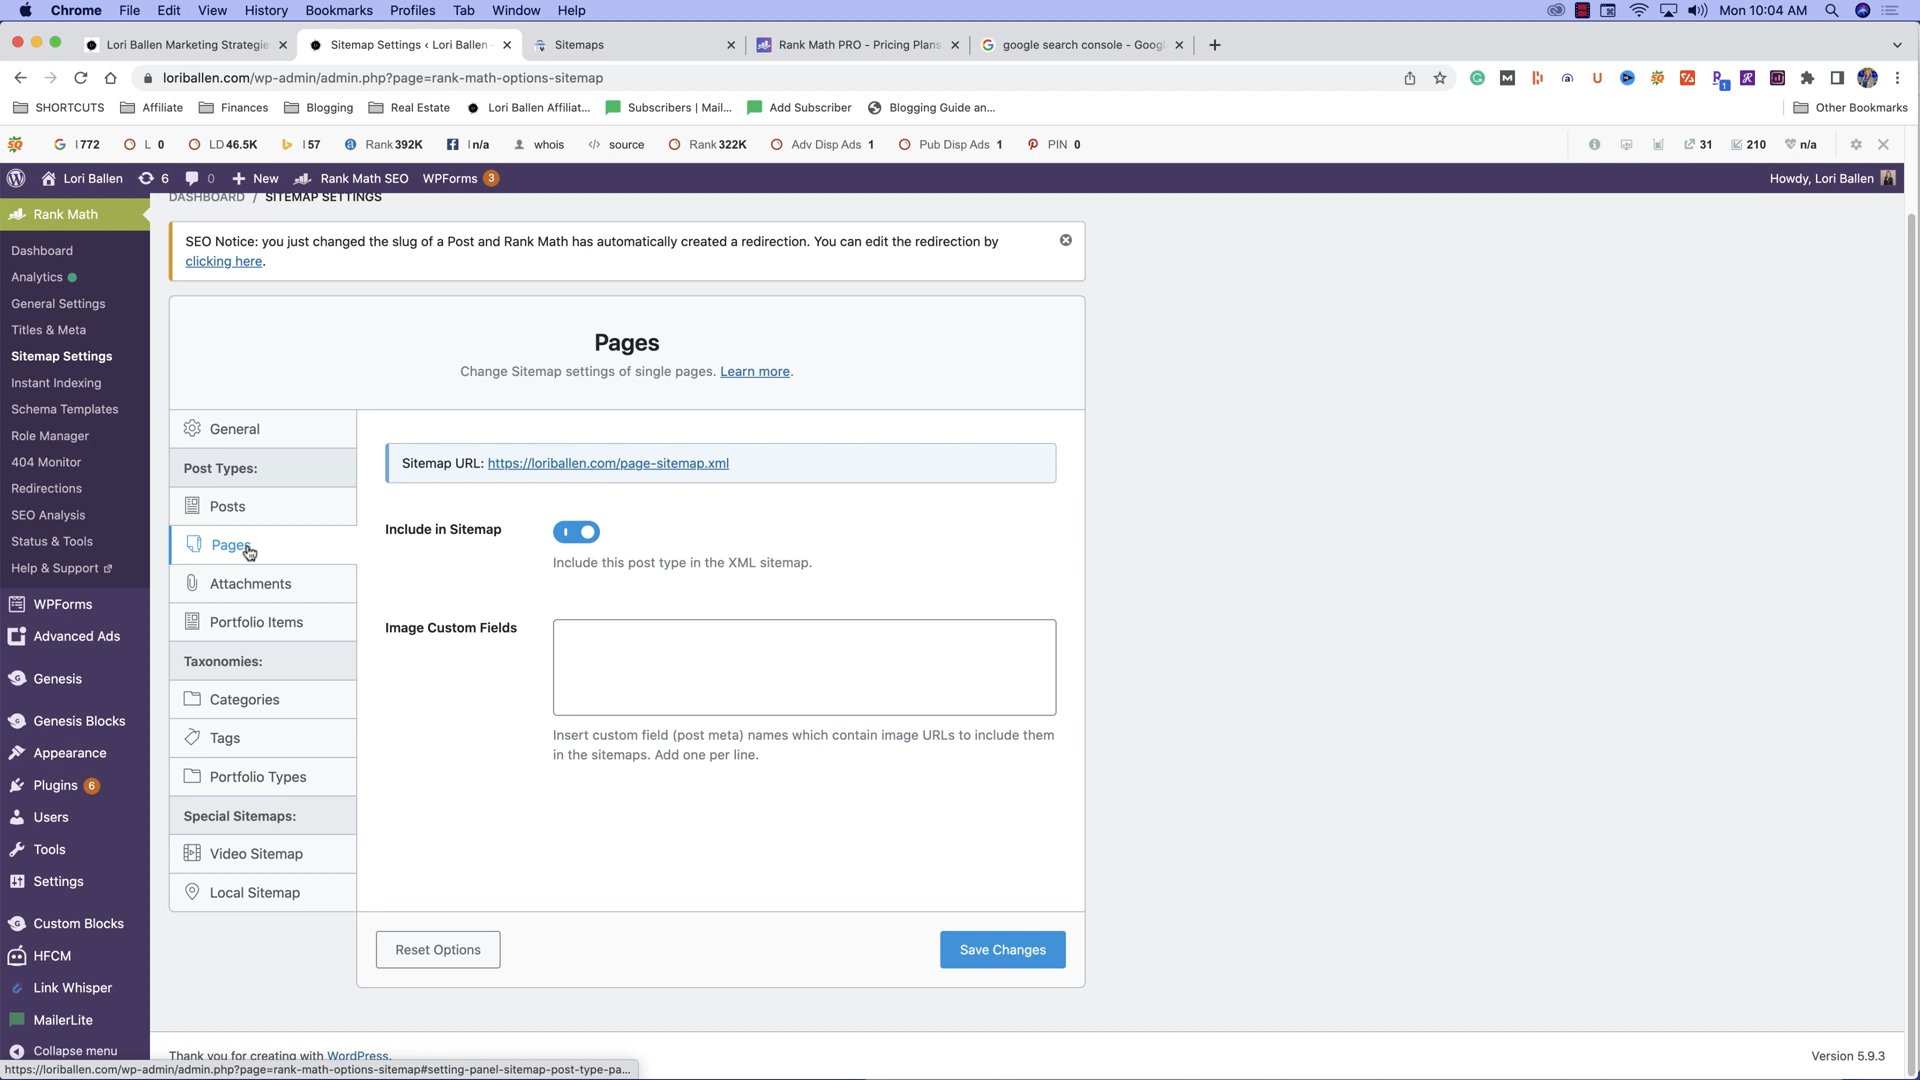 Chrome File Edit View History Bookmarks Profiles Tab Window Help Mon 10:04 AM
Lori Ballen Marketing Strategie Sitemap Settings ‹ Lori Ballen Sitemaps Rank Math PRO - Pricing Plans google search console - Googl
loriballen.com/wp-admin/admin.php?page=rank-math-options-sitemap
SHORTCUTS Affiliate Finances Blogging Real Estate Lori Ballen Affiliat... Subscribers | Mail... Add Subscriber Blogging Guide an... Other Bookmarks
I 772 L 0 LD 46.5K I 57 Rank 392K n/a whois source Rank 322K Adv Disp Ads 1 Pub Disp Ads 1 PIN 0 31 210 n/a
Lori Ballen 6 0 New Rank Math SEO WPForms 3 Howdy, Lori Ballen
DASHBOARD / SITEMAP SETTINGS
Rank Math
Dashboard
Analytics
General Settings
Titles & Meta
Sitemap Settings
Instant Indexing
Schema Templates
Role Manager
404 Monitor
Redirections
SEO Analysis
Status & Tools
Help & Support
WPForms
Advanced Ads
Genesis
Genesis Blocks
Appearance
Plugins 6
Users
Tools
Settings
Custom Blocks
HFCM
Link Whisper
MailerLite
Collapse menu
SEO Notice: you just changed the slug of a Post and Rank Math has automatically created a redirection. You can edit the redirection by
clicking here.
Pages
Change Sitemap settings of single pages. Learn more.
General
Post Types:
Posts
Pages
Attachments
Portfolio Items
Taxonomies:
Categories
Tags
Portfolio Types
Special Sitemaps:
Video Sitemap
Local Sitemap
Sitemap URL: https://loriballen.com/page-sitemap.xml
Include in Sitemap
Include this post type in the XML sitemap.
Image Custom Fields
Insert custom field (post meta) names which contain image URLs to include them
in the sitemaps. Add one per line.
Reset Options Save Changes
Thank you for creating with WordPress. Version 5.9.3
https://loriballen.com/wp-admin/admin.php?page=rank-math-options-sitemap#setting-panel-sitemap-post-type-pa...